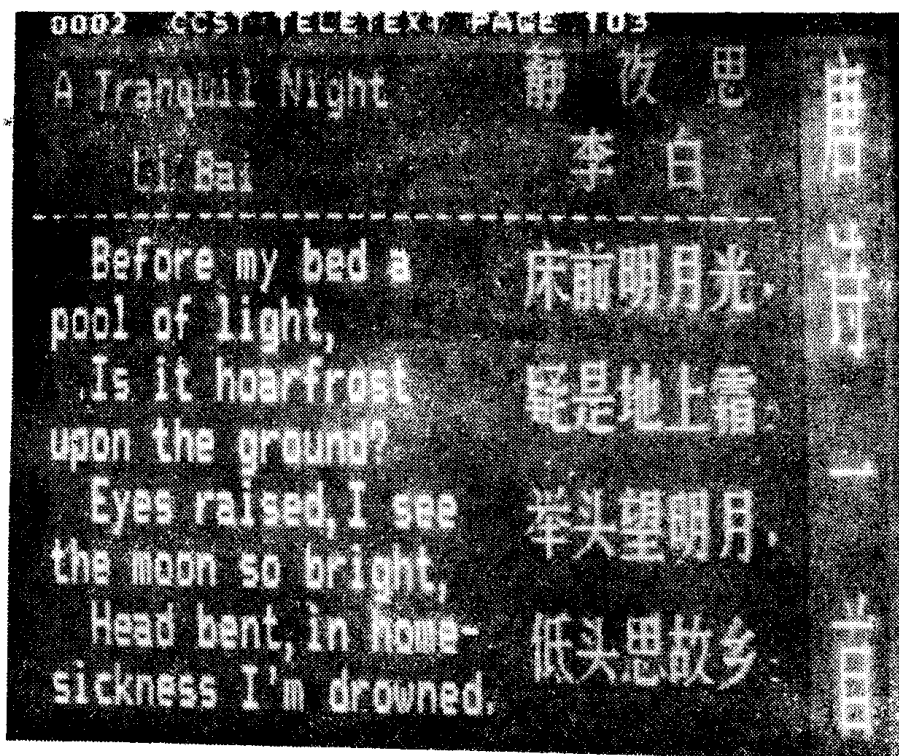 0002 CCST TELETEXT PAGE 103
A Tranquil Night
Li Bai
Before my bed a
pool of light,
Is it hoarfrost
upon the ground?
Eyes raised,I see
the moon so bright,
Head bent,in home-
sickness I'm drowned.
静 夜 思
李 白
床前明月光,
疑是地上霜.
举头望明月,
低头思故乡.
唐诗一首